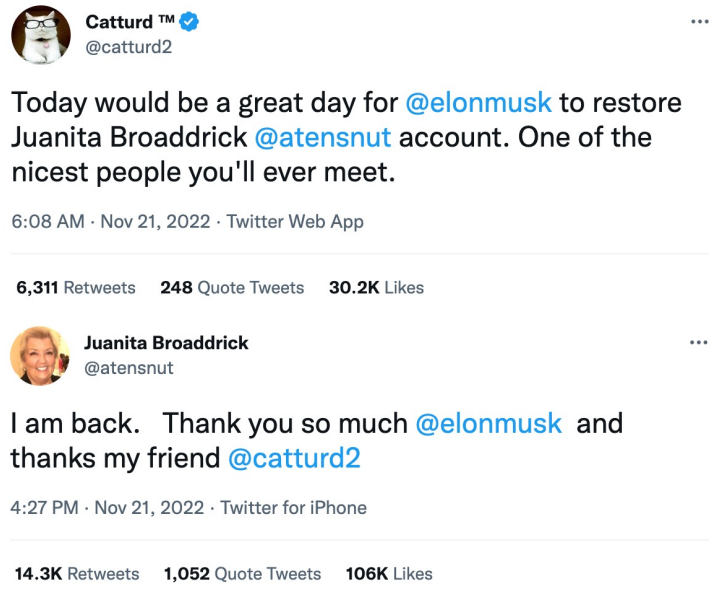 Catturd ™
@catturd2
Today would be a great day for @elonmusk to restore
Juanita Broaddrick @atensnut account. One of the
nicest people you'll ever meet.
6:08 AM · Nov 21, 2022 · Twitter Web App
6,311 Retweets 248 Quote Tweets 30.2K Likes
Juanita Broaddrick
@atensnut
I am back. Thank you so much @elonmusk and
thanks my friend @catturd2
4:27 PM · Nov 21, 2022 · Twitter for iPhone
14.3K Retweets 1,052 Quote Tweets 106K Likes